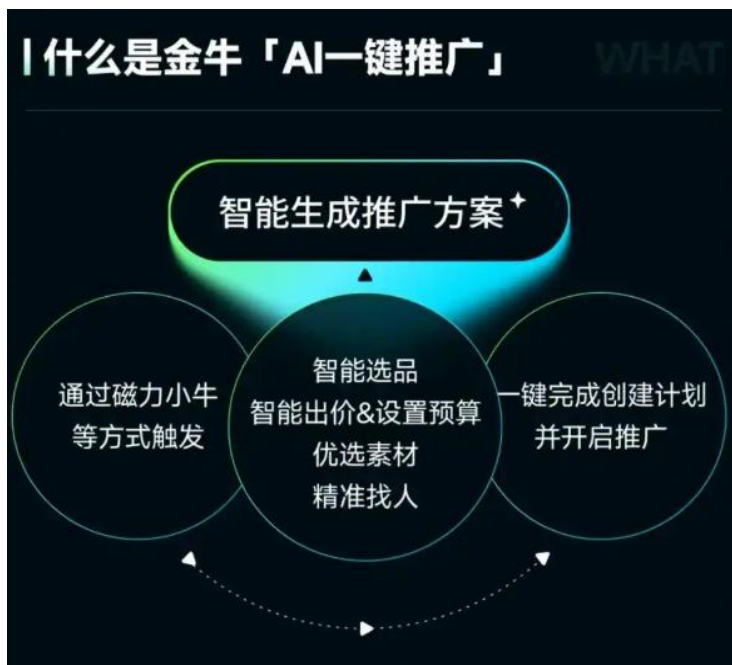 什么是金牛「AI一键推广」
WHAT
智能生成推广方案
通过磁力小牛
等方式触发
智能选品
智能出价&设置预算
优选素材
精准找人
一键完成创建计划
并开启推广